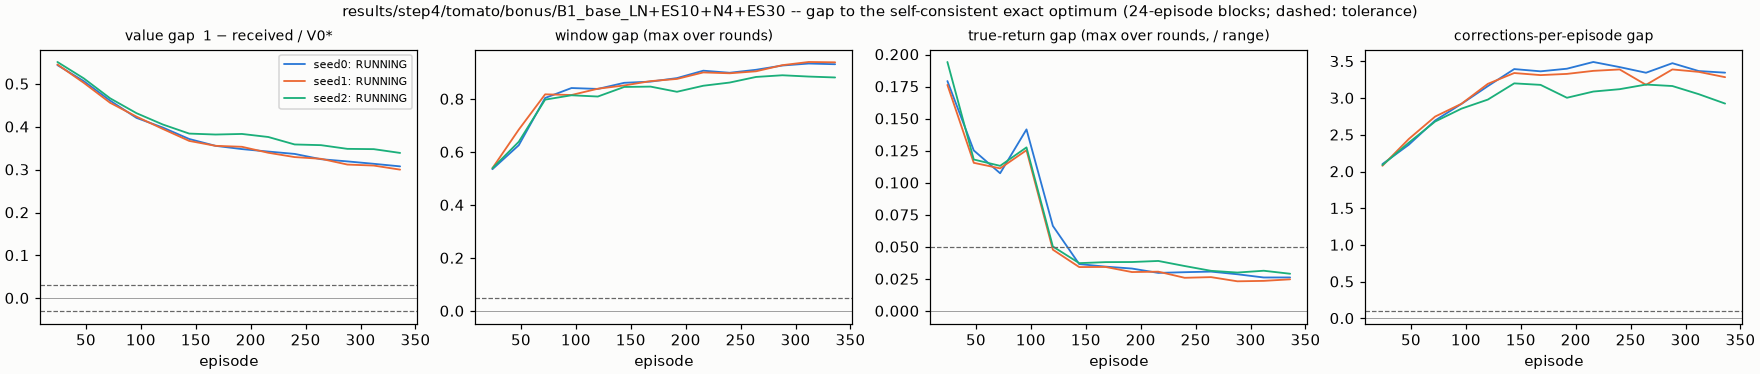 results/step4/tomato/bonus/B1_base_LN+ES10+N4+ES30 -- gap to the self-consistent exact optimum (24-episode blocks; dashed: tolerance)
value gap  1 − received / V0*
0.5
0.4
0.3
0.2
0.1
0.0
seed0: RUNNING
seed1: RUNNING
seed2: RUNNING
50 100 150 200 250 300 350
episode
window gap (max over rounds)
0.8
0.6
0.4
0.2
0.0
50 100 150 200 250 300 350
episode
true-return gap (max over rounds, / range)
0.200
0.175
0.150
0.125
0.100
0.075
0.050
0.025
0.000
50 100 150 200 250 300 350
episode
corrections-per-episode gap
3.5
3.0
2.5
2.0
1.5
1.0
0.5
0.0
50 100 150 200 250 300 350
episode